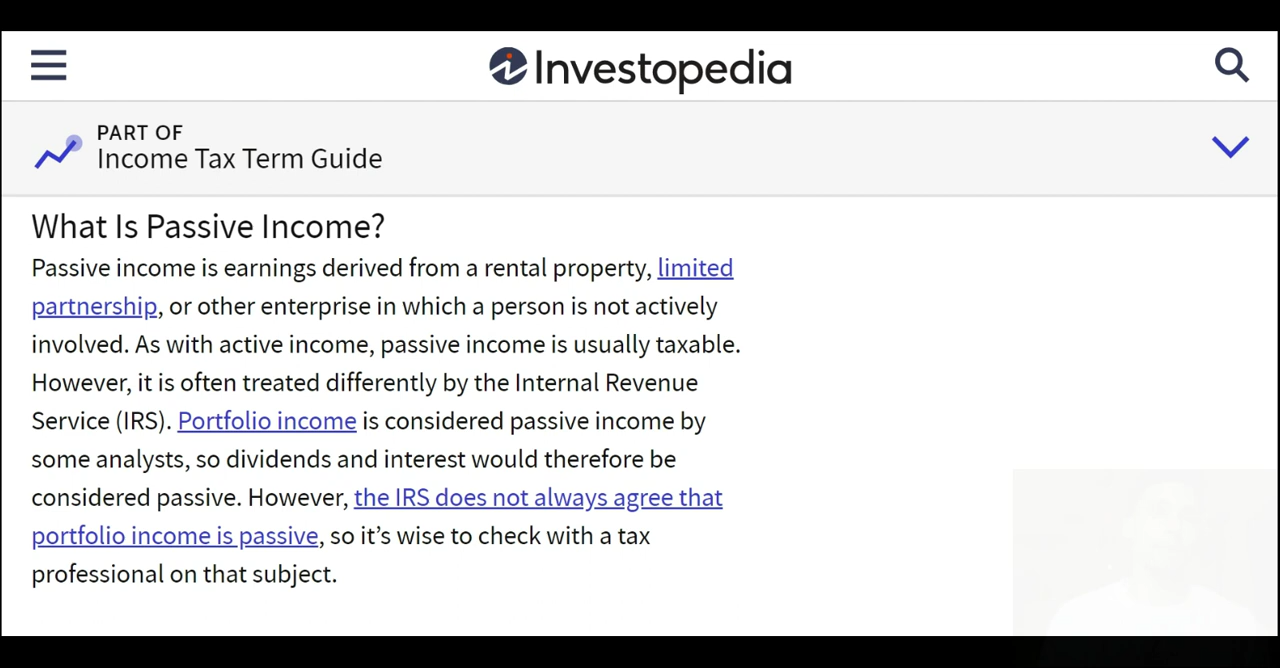 Investopedia
PART OF
Income Tax Term Guide
What Is Passive Income?
Passive income is earnings derived from a rental property, limited
partnership, or other enterprise in which a person is not actively
involved. As with active income, passive income is usually taxable.
However, it is often treated differently by the Internal Revenue
Service (IRS). Portfolio income is considered passive income by
some analysts, so dividends and interest would therefore be
considered passive. However, the IRS does not always agree that
portfolio income is passive, so it’s wise to check with a tax
professional on that subject.